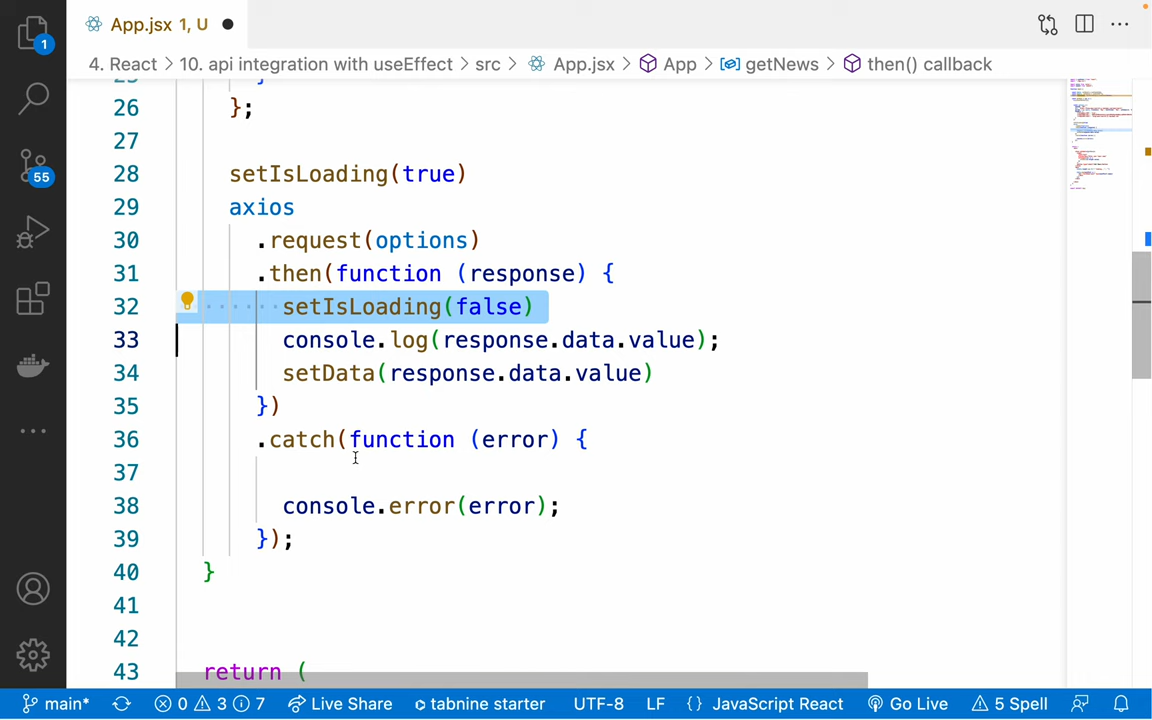 App.jsx 1, U
4. React > 10. api integration with useEffect > src > App.jsx > App > getNews > then() callback
1
55
25 }
26 };
27
28 setIsLoading(true)
29 axios
30 .request(options)
31 .then(function (response) {
32 ······setIsLoading(false)
33 console.log(response.data.value);
34 setData(response.data.value)
35 })
36 .catch(function (error) {
37
38 console.error(error);
39 });
40 }
41
42
43 return (
main* 0 3 7 Live Share tabnine starter UTF-8 LF {} JavaScript React Go Live 5 Spell